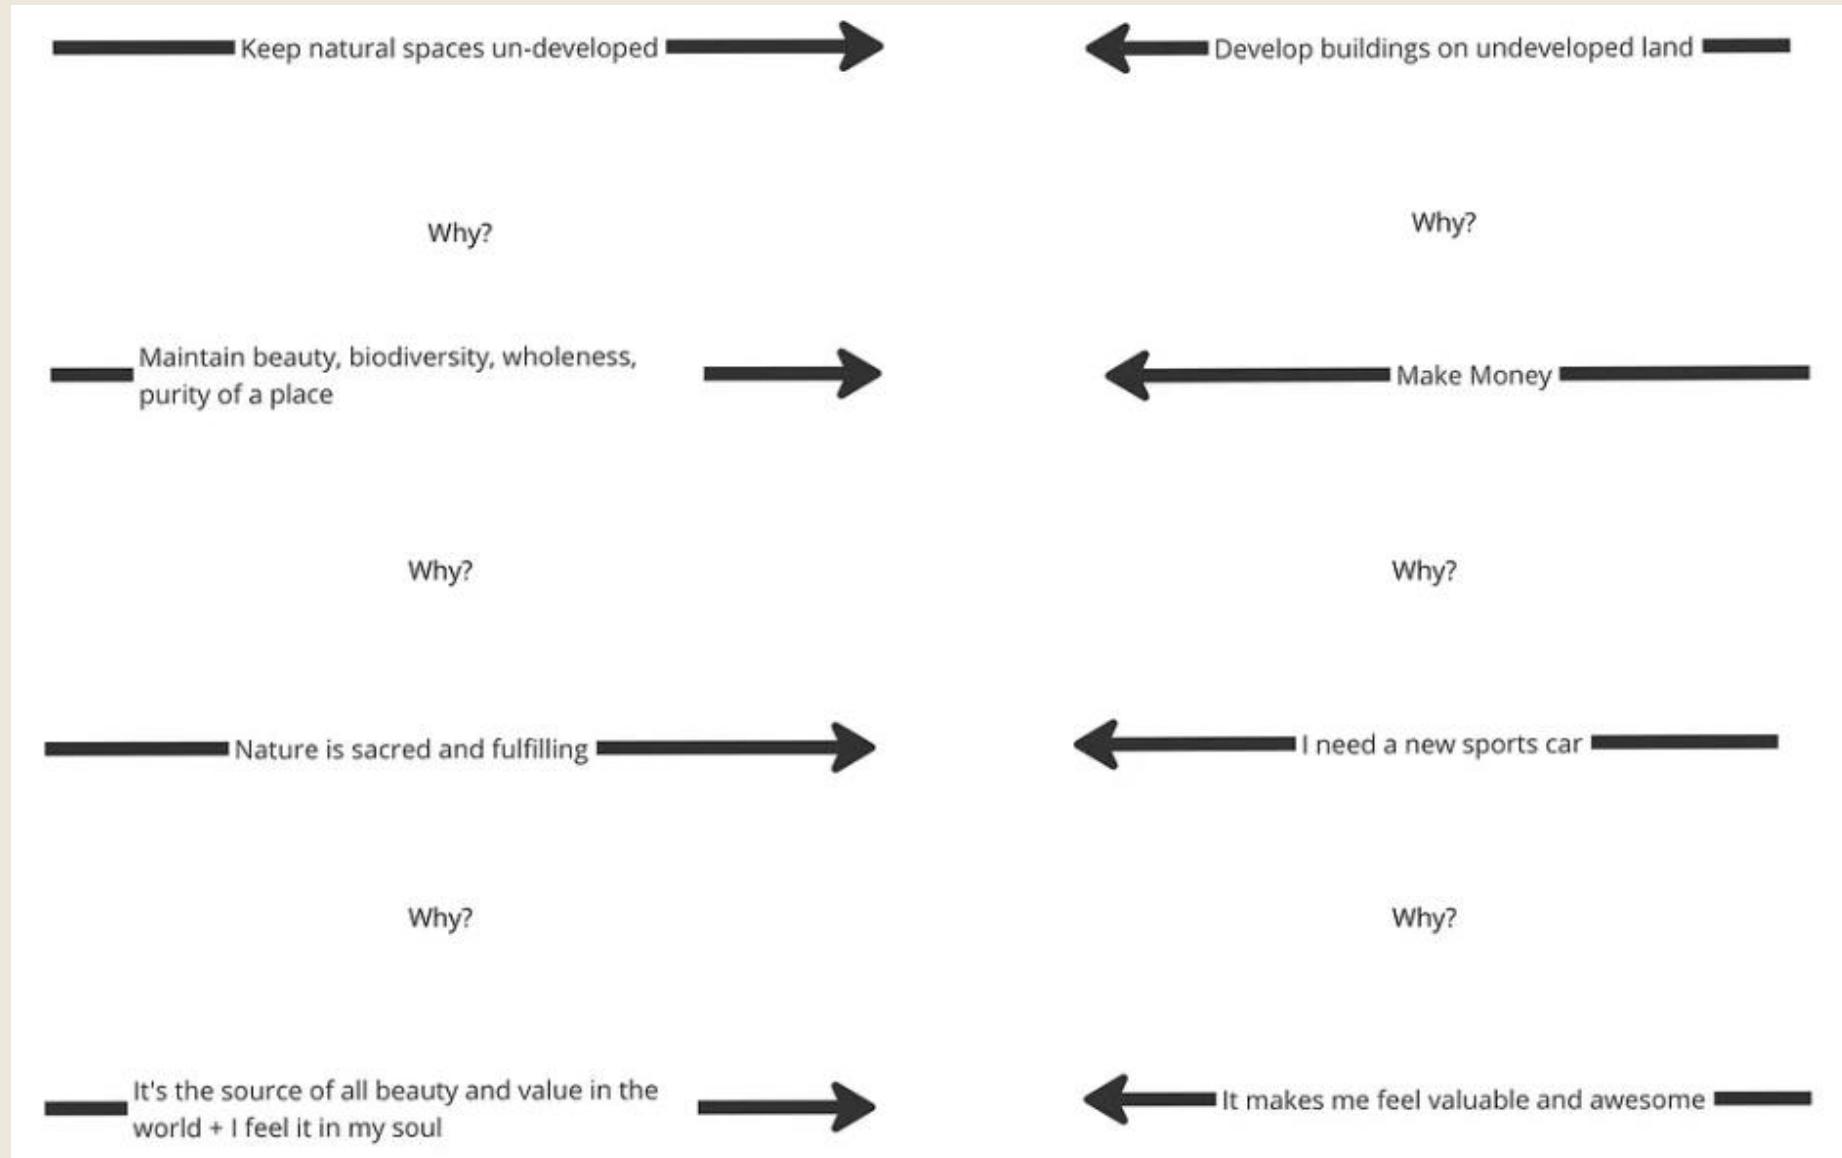 Keep natural spaces un-developed
Develop buildings on undeveloped land
Why?
Why?
Maintain beauty, biodiversity, wholeness,
purity of a place
Make Money
Why?
Why?
Nature is sacred and fulfilling
I need a new sports car
Why?
Why?
It's the source of all beauty and value in the
world + I feel it in my soul
It makes me feel valuable and awesome